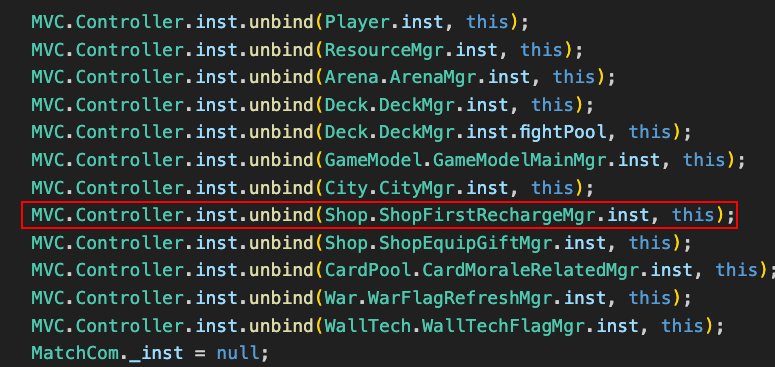 MVC.Controller.inst.unbind(Player.inst, this);
MVC.Controller.inst.unbind(ResourceMgr.inst, this);
MVC.Controller.inst.unbind(Arena.ArenaMgr.inst, this);
MVC.Controller.inst.unbind(Deck.DeckMgr.inst, this);
MVC.Controller.inst.unbind(Deck.DeckMgr.inst.fightPool, this);
MVC.Controller.inst.unbind(GameModel.GameModelMainMgr.inst, this);
MVC.Controller.inst.unbind(City.CityMgr.inst, this);
MVC.Controller.inst.unbind(Shop.ShopFirstRechargeMgr.inst, this);
MVC.Controller.inst.unbind(Shop.ShopEquipGiftMgr.inst, this);
MVC.Controller.inst.unbind(CardPool.CardMoraleRelatedMgr.inst, this);
MVC.Controller.inst.unbind(War.WarFlagRefreshMgr.inst, this);
MVC.Controller.inst.unbind(WallTech.WallTechFlagMgr.inst, this);
MatchCom._inst = null;